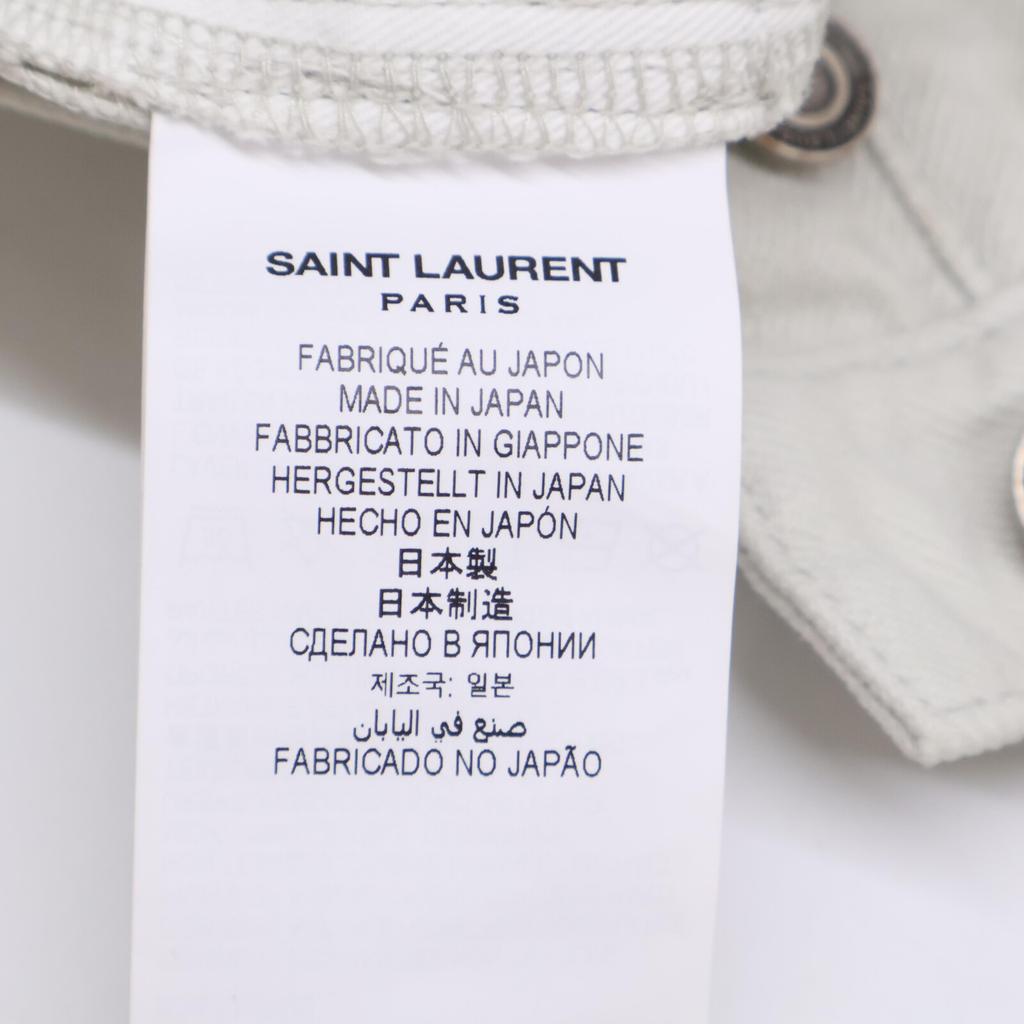 SAINT LAURENT
PARIS
FABRIQUÉ AU JAPON
MADE IN JAPAN
FABBRICATO IN GIAPPONE
HERGESTELLT IN JAPAN
HECHO EN JAPÓN
日本製
日本制造
СДЕЛАНО В ЯПОНИИ
제조국: 일본
صنع في اليابان
FABRICADO NO JAPÃO